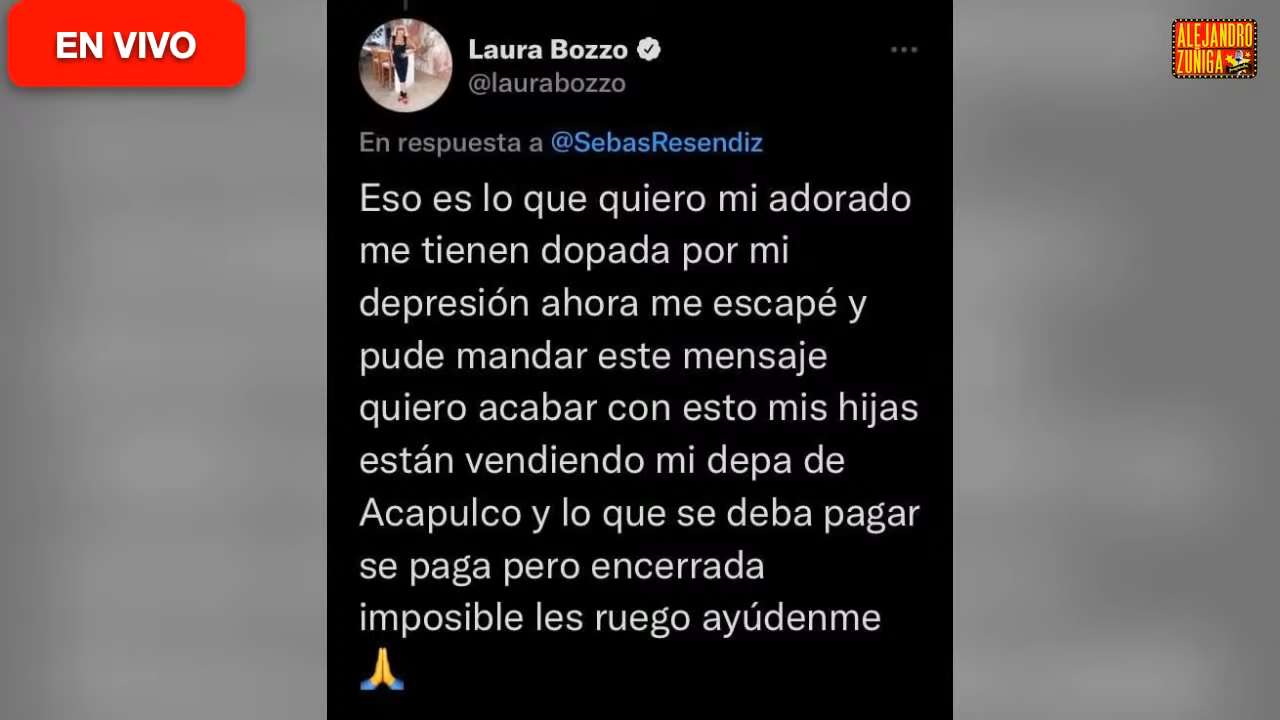 EN VIVO
ALEJANDRO
ZUÑIGA
Laura Bozzo
@laurabozzo
En respuesta a @SebasResendiz
Eso es lo que quiero mi adorado
me tienen dopada por mi
depresión ahora me escapé y
pude mandar este mensaje
quiero acabar con esto mis hijas
están vendiendo mi depa de
Acapulco y lo que se deba pagar
se paga pero encerrada
imposible les ruego ayúdenme
🙏